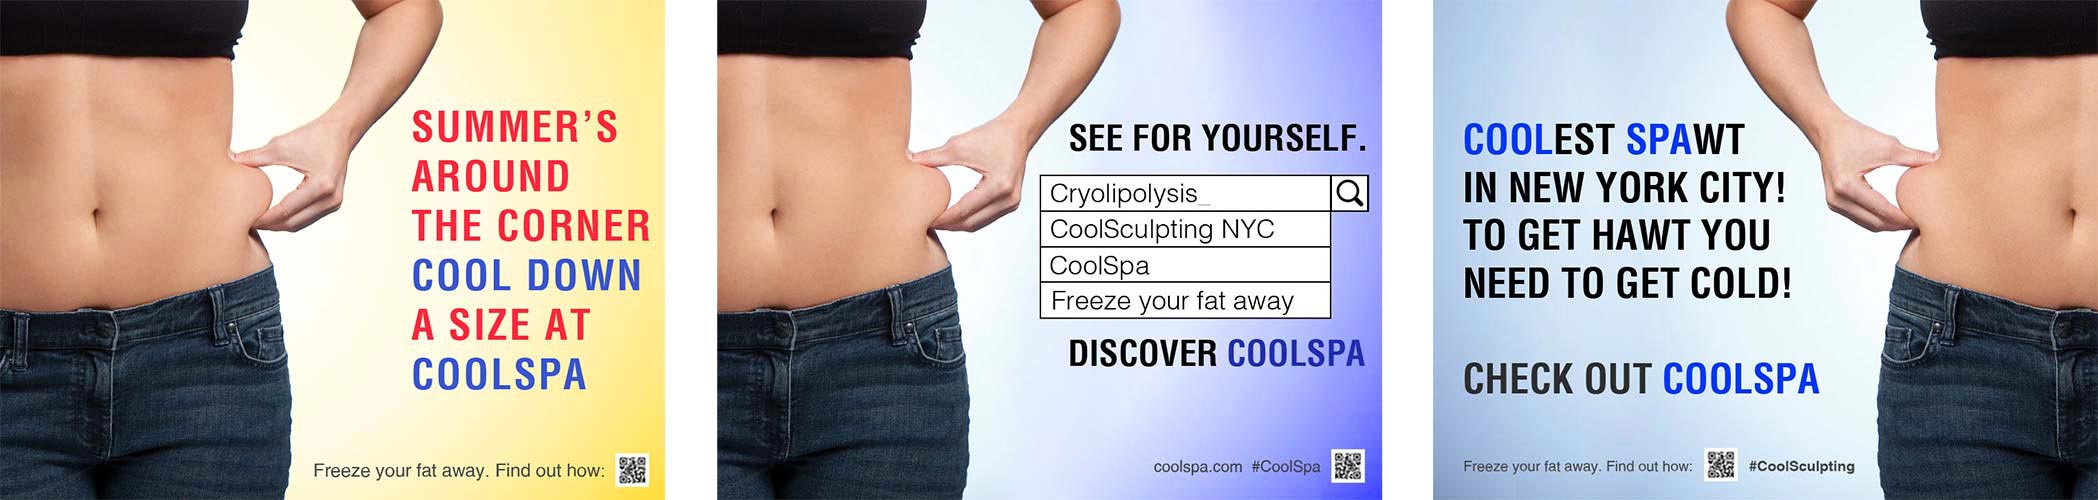 SUMMER'S
AROUND
THE CORNER
COOL DOWN
A SIZE AT
COOLSPA
Freeze your fat away. Find out how:
SEE FOR YOURSELF.
Cryolipolysis_
CoolSculpting NYC
CoolSpa
Freeze your fat away
DISCOVER COOLSPA
coolspa.com #CoolSpa
COOLEST SPAWT
IN NEW YORK CITY!
TO GET HAWT YOU
NEED TO GET COLD!
CHECK OUT COOLSPA
Freeze your fat away. Find out how: #CoolSculpting